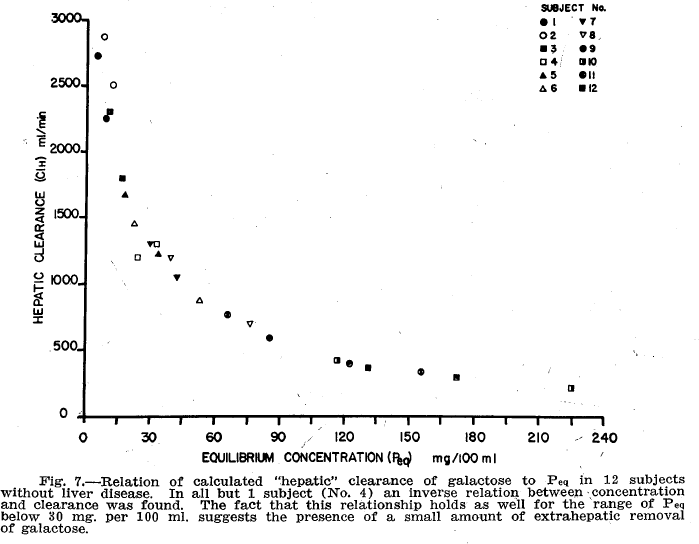 SUBJECT No.
1 7
2 8
3 9
4 10
5 11
6 12
3000
2500
2000
1500
1000
500
0
HEPATIC CLEARANCE (ClH) ml/min
0 30 60 90 120 150 180 210 240
EQUILIBRIUM CONCENTRATION (Peq) mg/100 ml
Fig. 7.—Relation of calculated "hepatic" clearance of galactose to Peq in 12 subjects
without liver disease. In all but 1 subject (No. 4) an inverse relation between concentration
and clearance was found. The fact that this relationship holds as well for the range of Peq
below 30 mg. per 100 ml. suggests the presence of a small amount of extrahepatic removal
of galactose.